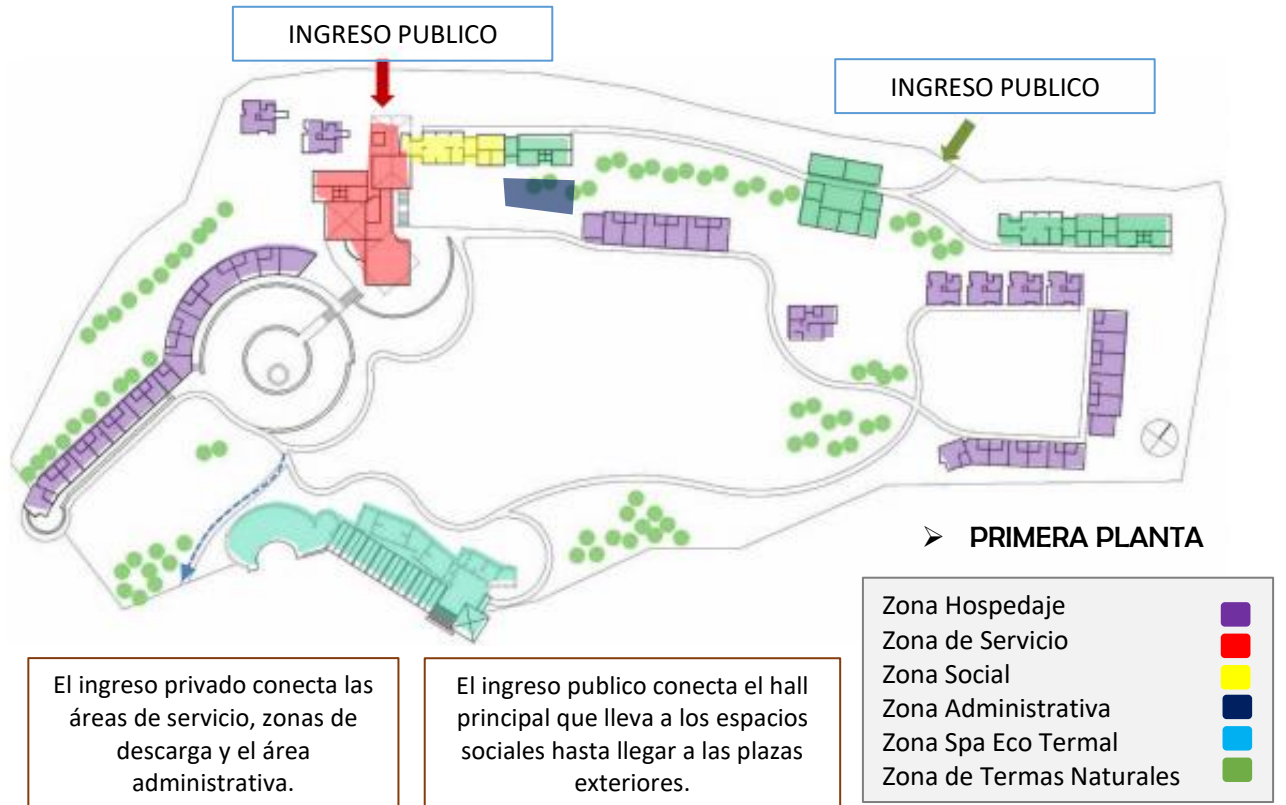 INGRESO PUBLICO
INGRESO PUBLICO
➢ PRIMERA PLANTA
Zona Hospedaje
Zona de Servicio
Zona Social
Zona Administrativa
Zona Spa Eco Termal
Zona de Termas Naturales
El ingreso privado conecta las
áreas de servicio, zonas de
descarga y el área
administrativa.
El ingreso publico conecta el hall
principal que lleva a los espacios
sociales hasta llegar a las plazas
exteriores.